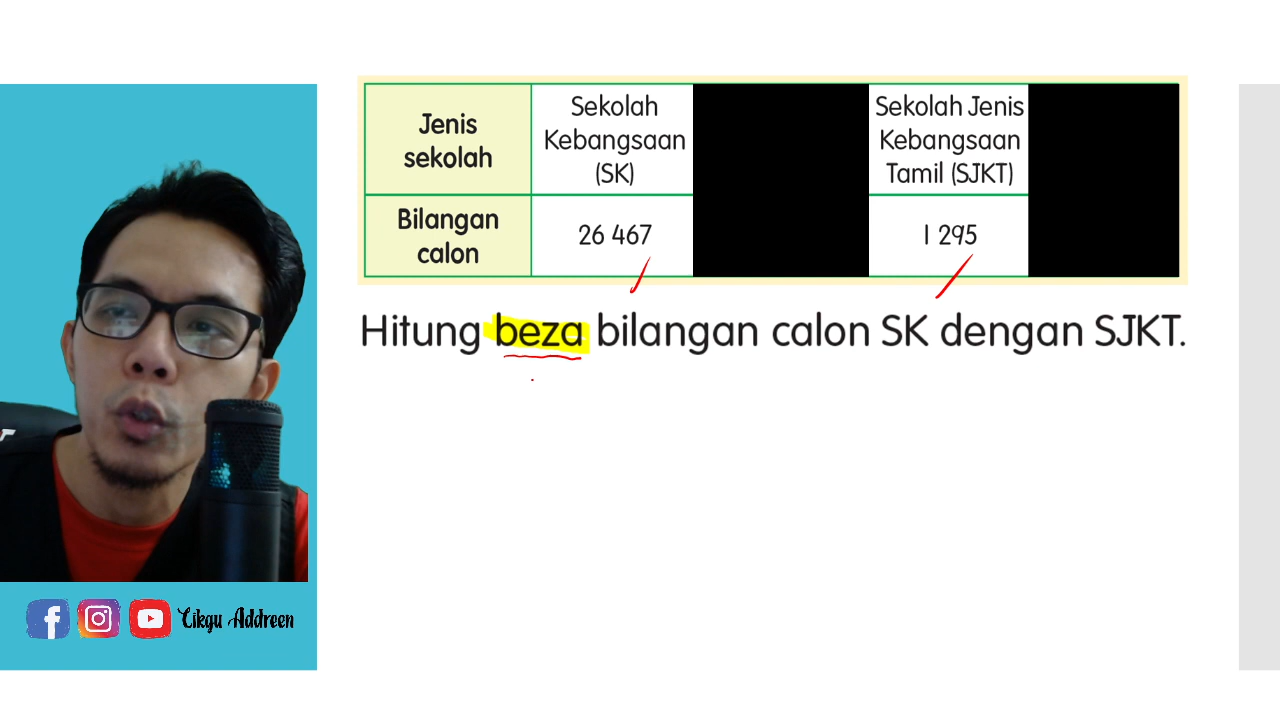 Jenis
sekolah
Sekolah
Kebangsaan
(SK)
Sekolah Jenis
Kebangsaan
Tamil (SJKT)
Bilangan
calon
26 467
1 295
Hitung beza bilangan calon SK dengan SJKT.
Cikgu Addreen